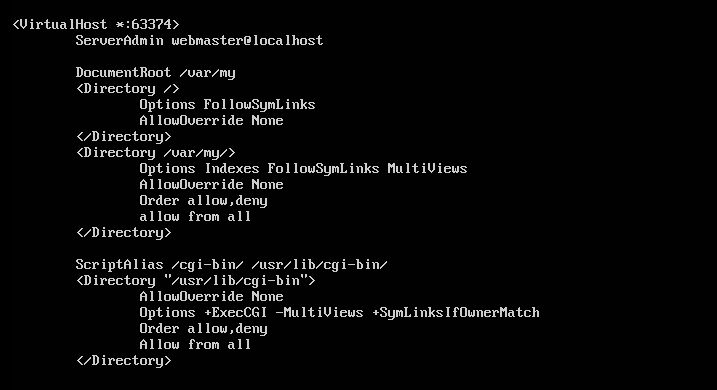 <VirtualHost *:63374>
ServerAdmin webmaster@localhost
DocumentRoot /var/my
<Directory />
Options FollowSymLinks
AllowOverride None
</Directory>
<Directory /var/my/>
Options Indexes FollowSymLinks MultiViews
AllowOverride None
Order allow,deny
allow from all
</Directory>
ScriptAlias /cgi-bin/ /usr/lib/cgi-bin/
<Directory "/usr/lib/cgi-bin">
AllowOverride None
Options +ExecCGI -MultiViews +SymLinksIfOwnerMatch
Order allow,deny
Allow from all
</Directory>